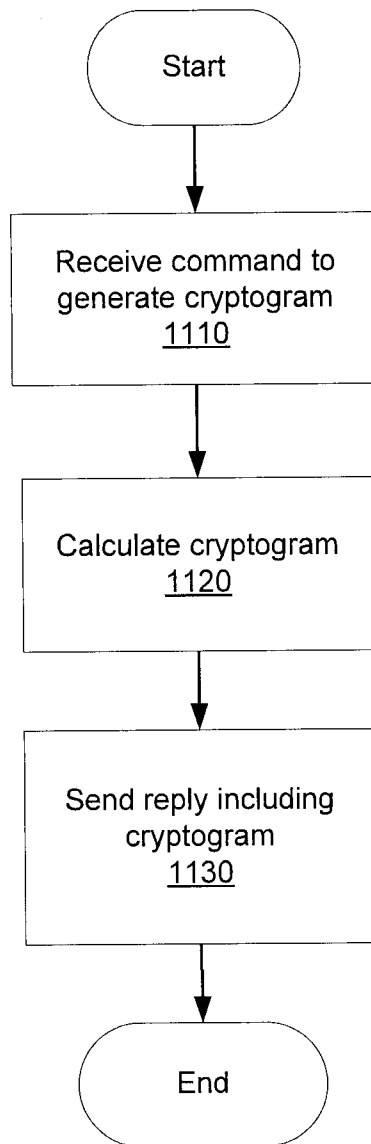 Start
Receive command to
generate cryptogram
1110
Calculate cryptogram
1120
Send reply including
cryptogram
1130
End